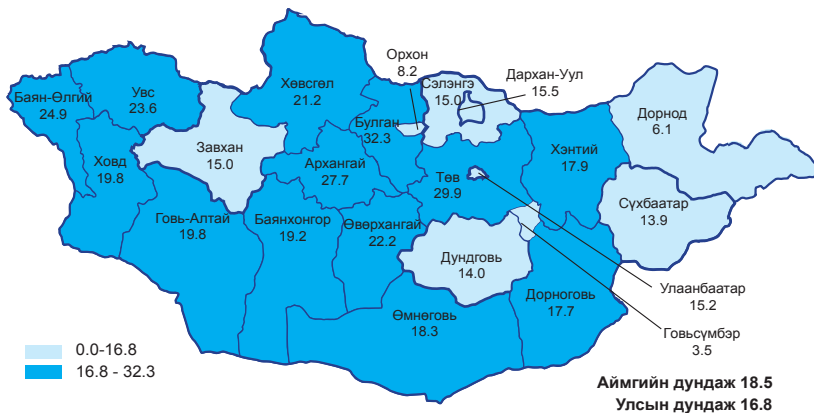 Орхон
8.2
Сэлэнгэ
15.0
Дархан-Уул
15.5
Хөвсгөл
21.2
Увс
23.6
Баян-Өлгий
24.9
Дорнод
6.1
Булган
32.3
Завхан
15.0
Хэнтий
17.9
Ховд
19.8
Архангай
27.7
Төв
29.9
Сүхбаатар
13.9
Говь-Алтай
19.8
Баянхонгор
19.2
Өвөрхангай
22.2
Дундговь
14.0
Улаанбаатар
15.2
Дорноговь
17.7
Өмнөговь
18.3
Говьсүмбэр
3.5
0.0-16.8
16.8 - 32.3
Аймгийн дундаж 18.5
Улсын дундаж 16.8